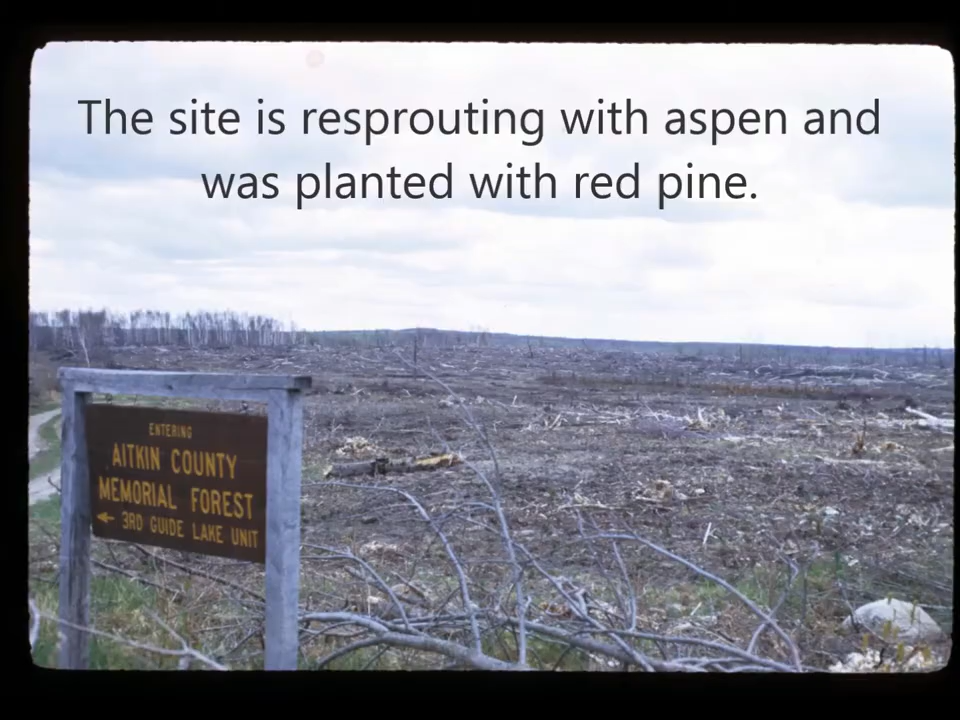 The site is resprouting with aspen and
was planted with red pine.
ENTERING
AITKIN COUNTY
MEMORIAL FOREST
← 3RD GUIDE LAKE UNIT